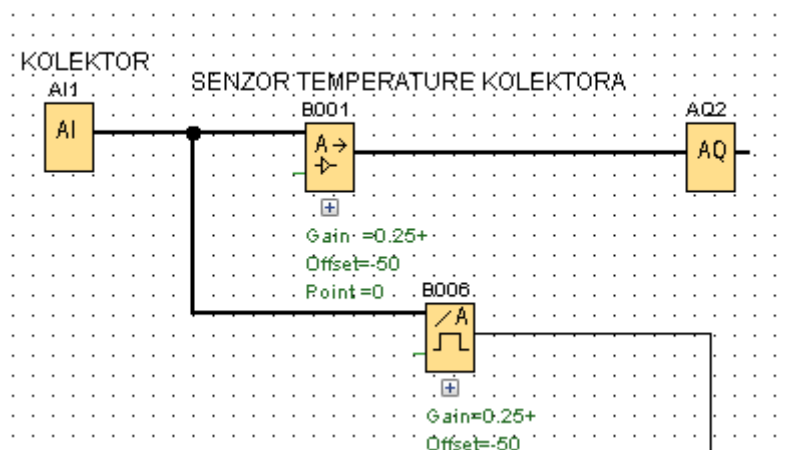 KOLEKTOR
AI1
AI
SENZOR TEMPERATURE KOLEKTORA
B001
A→
AQ2
AQ
Gain =0.25+
Offset=-50
Point=0
B006
/A
Gain=0.25+
Offset=-50